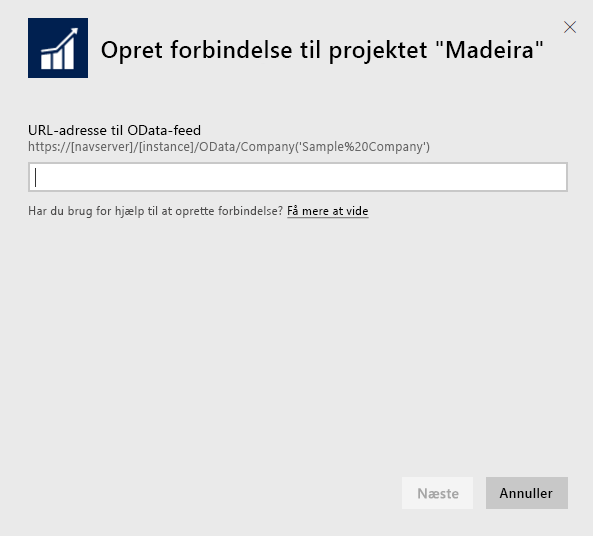 Opret forbindelse til projektet "Madeira"
URL-adresse til OData-feed
https://[navserver]/[instance]/OData/Company('Sample%20Company')
Har du brug for hjælp til at oprette forbindelse? Få mere at vide
Næste Annuller